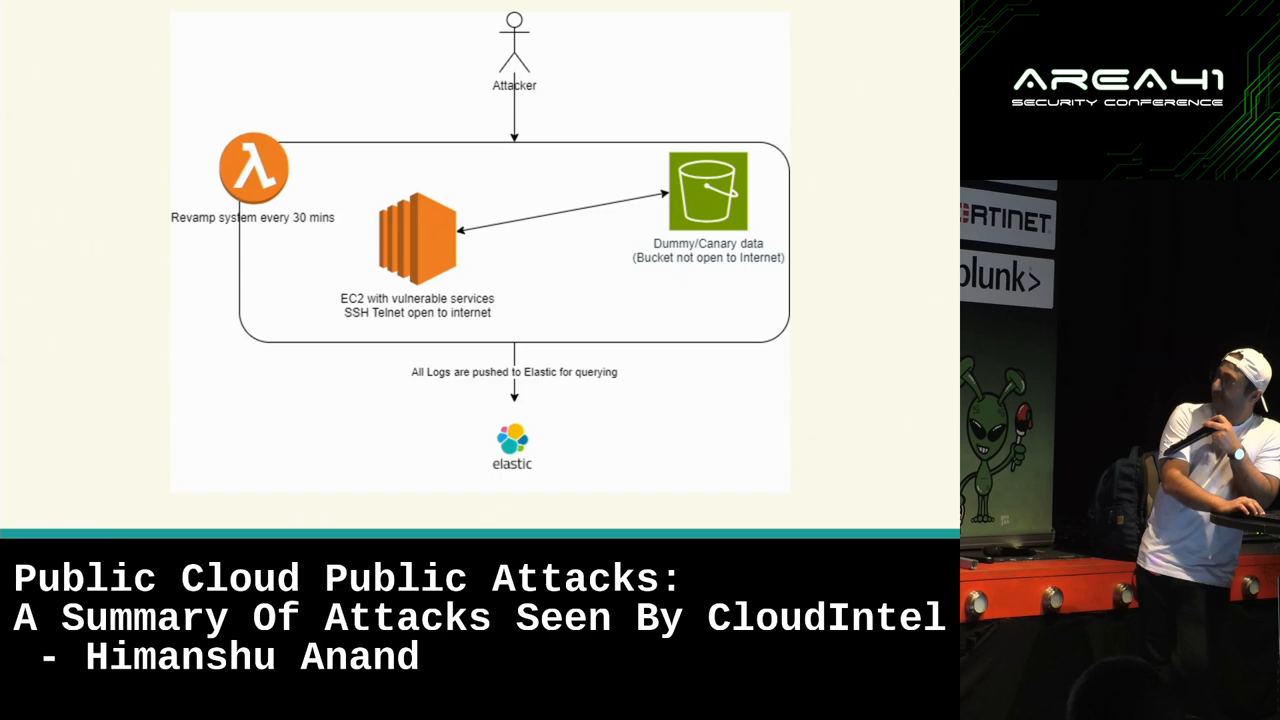 Attacker
Revamp system every 30 mins
Dummy/Canary data
(Bucket not open to Internet)
EC2 with vulnerable services
SSH Telnet open to internet
All Logs are pushed to Elastic for querying
elastic
AREA41
SECURITY CONFERENCE
RTINET
plunk>
Public Cloud Public Attacks:
A Summary Of Attacks Seen By CloudIntel
- Himanshu Anand